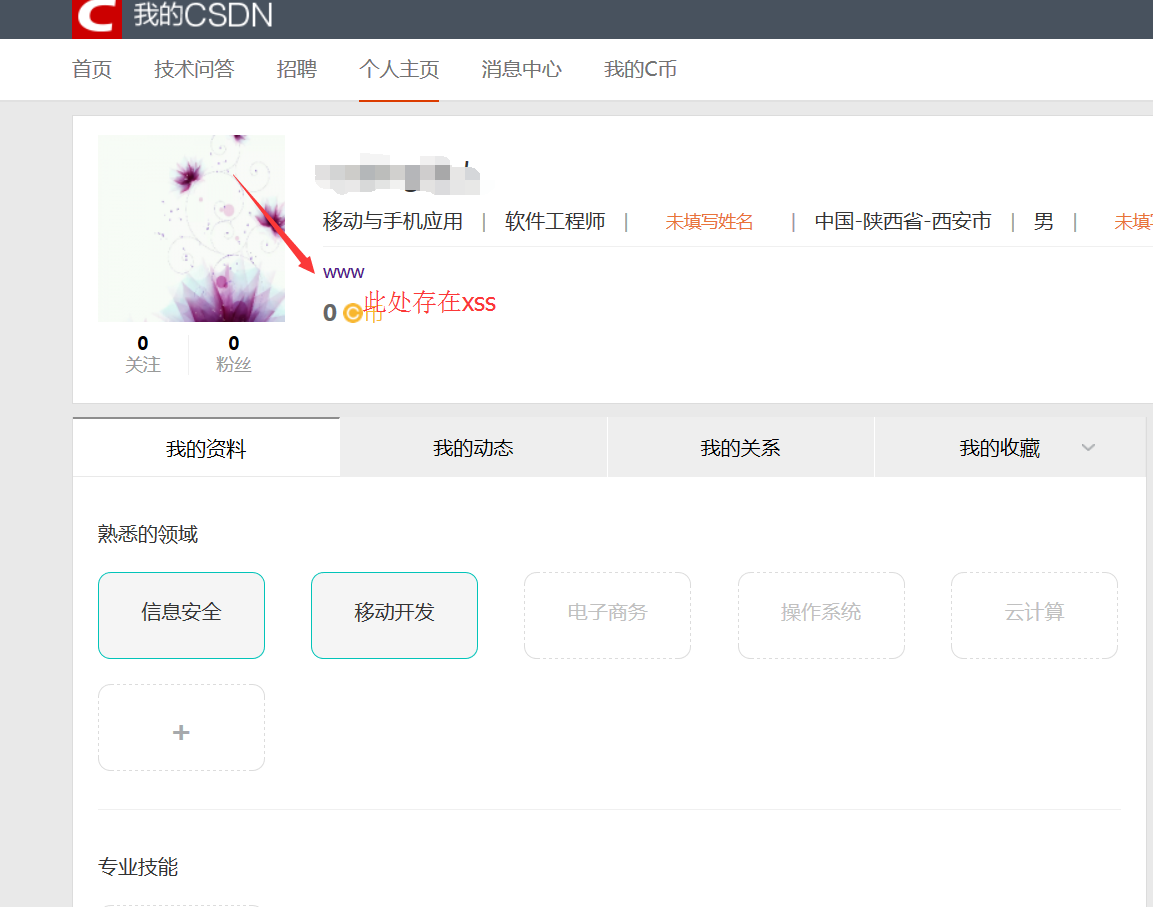 我的CSDN
首页 技术问答 招聘 个人主页 消息中心 我的C币
移动与手机应用 | 软件工程师 | 未填写姓名 | 中国-陕西省-西安市 | 男 | 未填
www
此处存在xss
0 C币
0 0
关注 粉丝
我的资料 我的动态 我的关系 我的收藏
熟悉的领域
信息安全 移动开发 电子商务 操作系统 云计算
+
专业技能